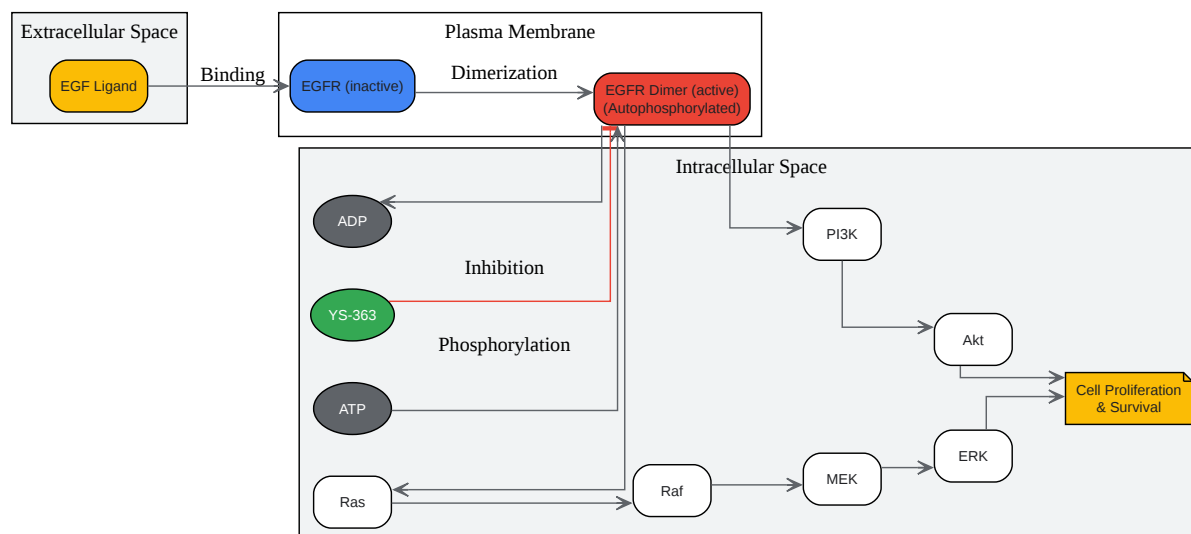 Extracellular Space
EGF Ligand
Binding
Plasma Membrane
EGFR (inactive)
Dimerization
EGFR Dimer (active)
(Autophosphorylated)
Intracellular Space
ADP
PI3K
Inhibition
YS-363
Phosphorylation
Akt
ATP
Cell Proliferation
& Survival
Ras
Raf
MEK
ERK